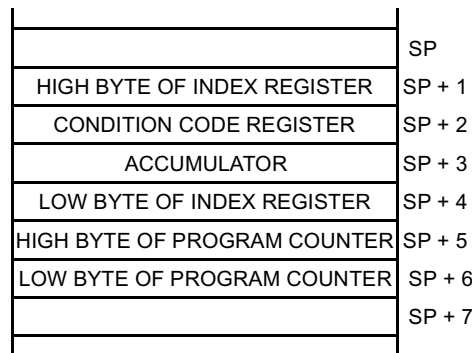 SP
HIGH BYTE OF INDEX REGISTER SP + 1
CONDITION CODE REGISTER SP + 2
ACCUMULATOR SP + 3
LOW BYTE OF INDEX REGISTER SP + 4
HIGH BYTE OF PROGRAM COUNTER SP + 5
LOW BYTE OF PROGRAM COUNTER SP + 6
SP + 7